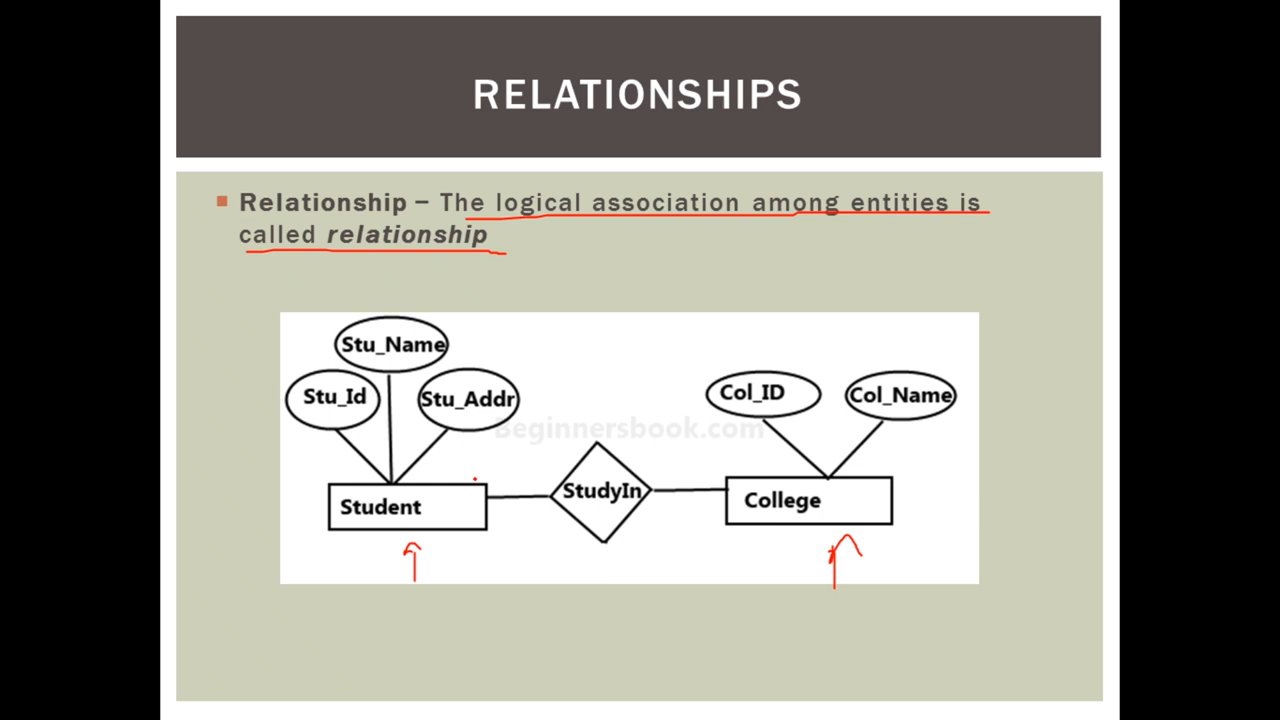 RELATIONSHIPS
Relationship – The logical association among entities is
called relationship
Stu_Name
Stu_Id
Stu_Addr
Col_ID
Col_Name
Beginnersbook.com
Student
StudyIn
College